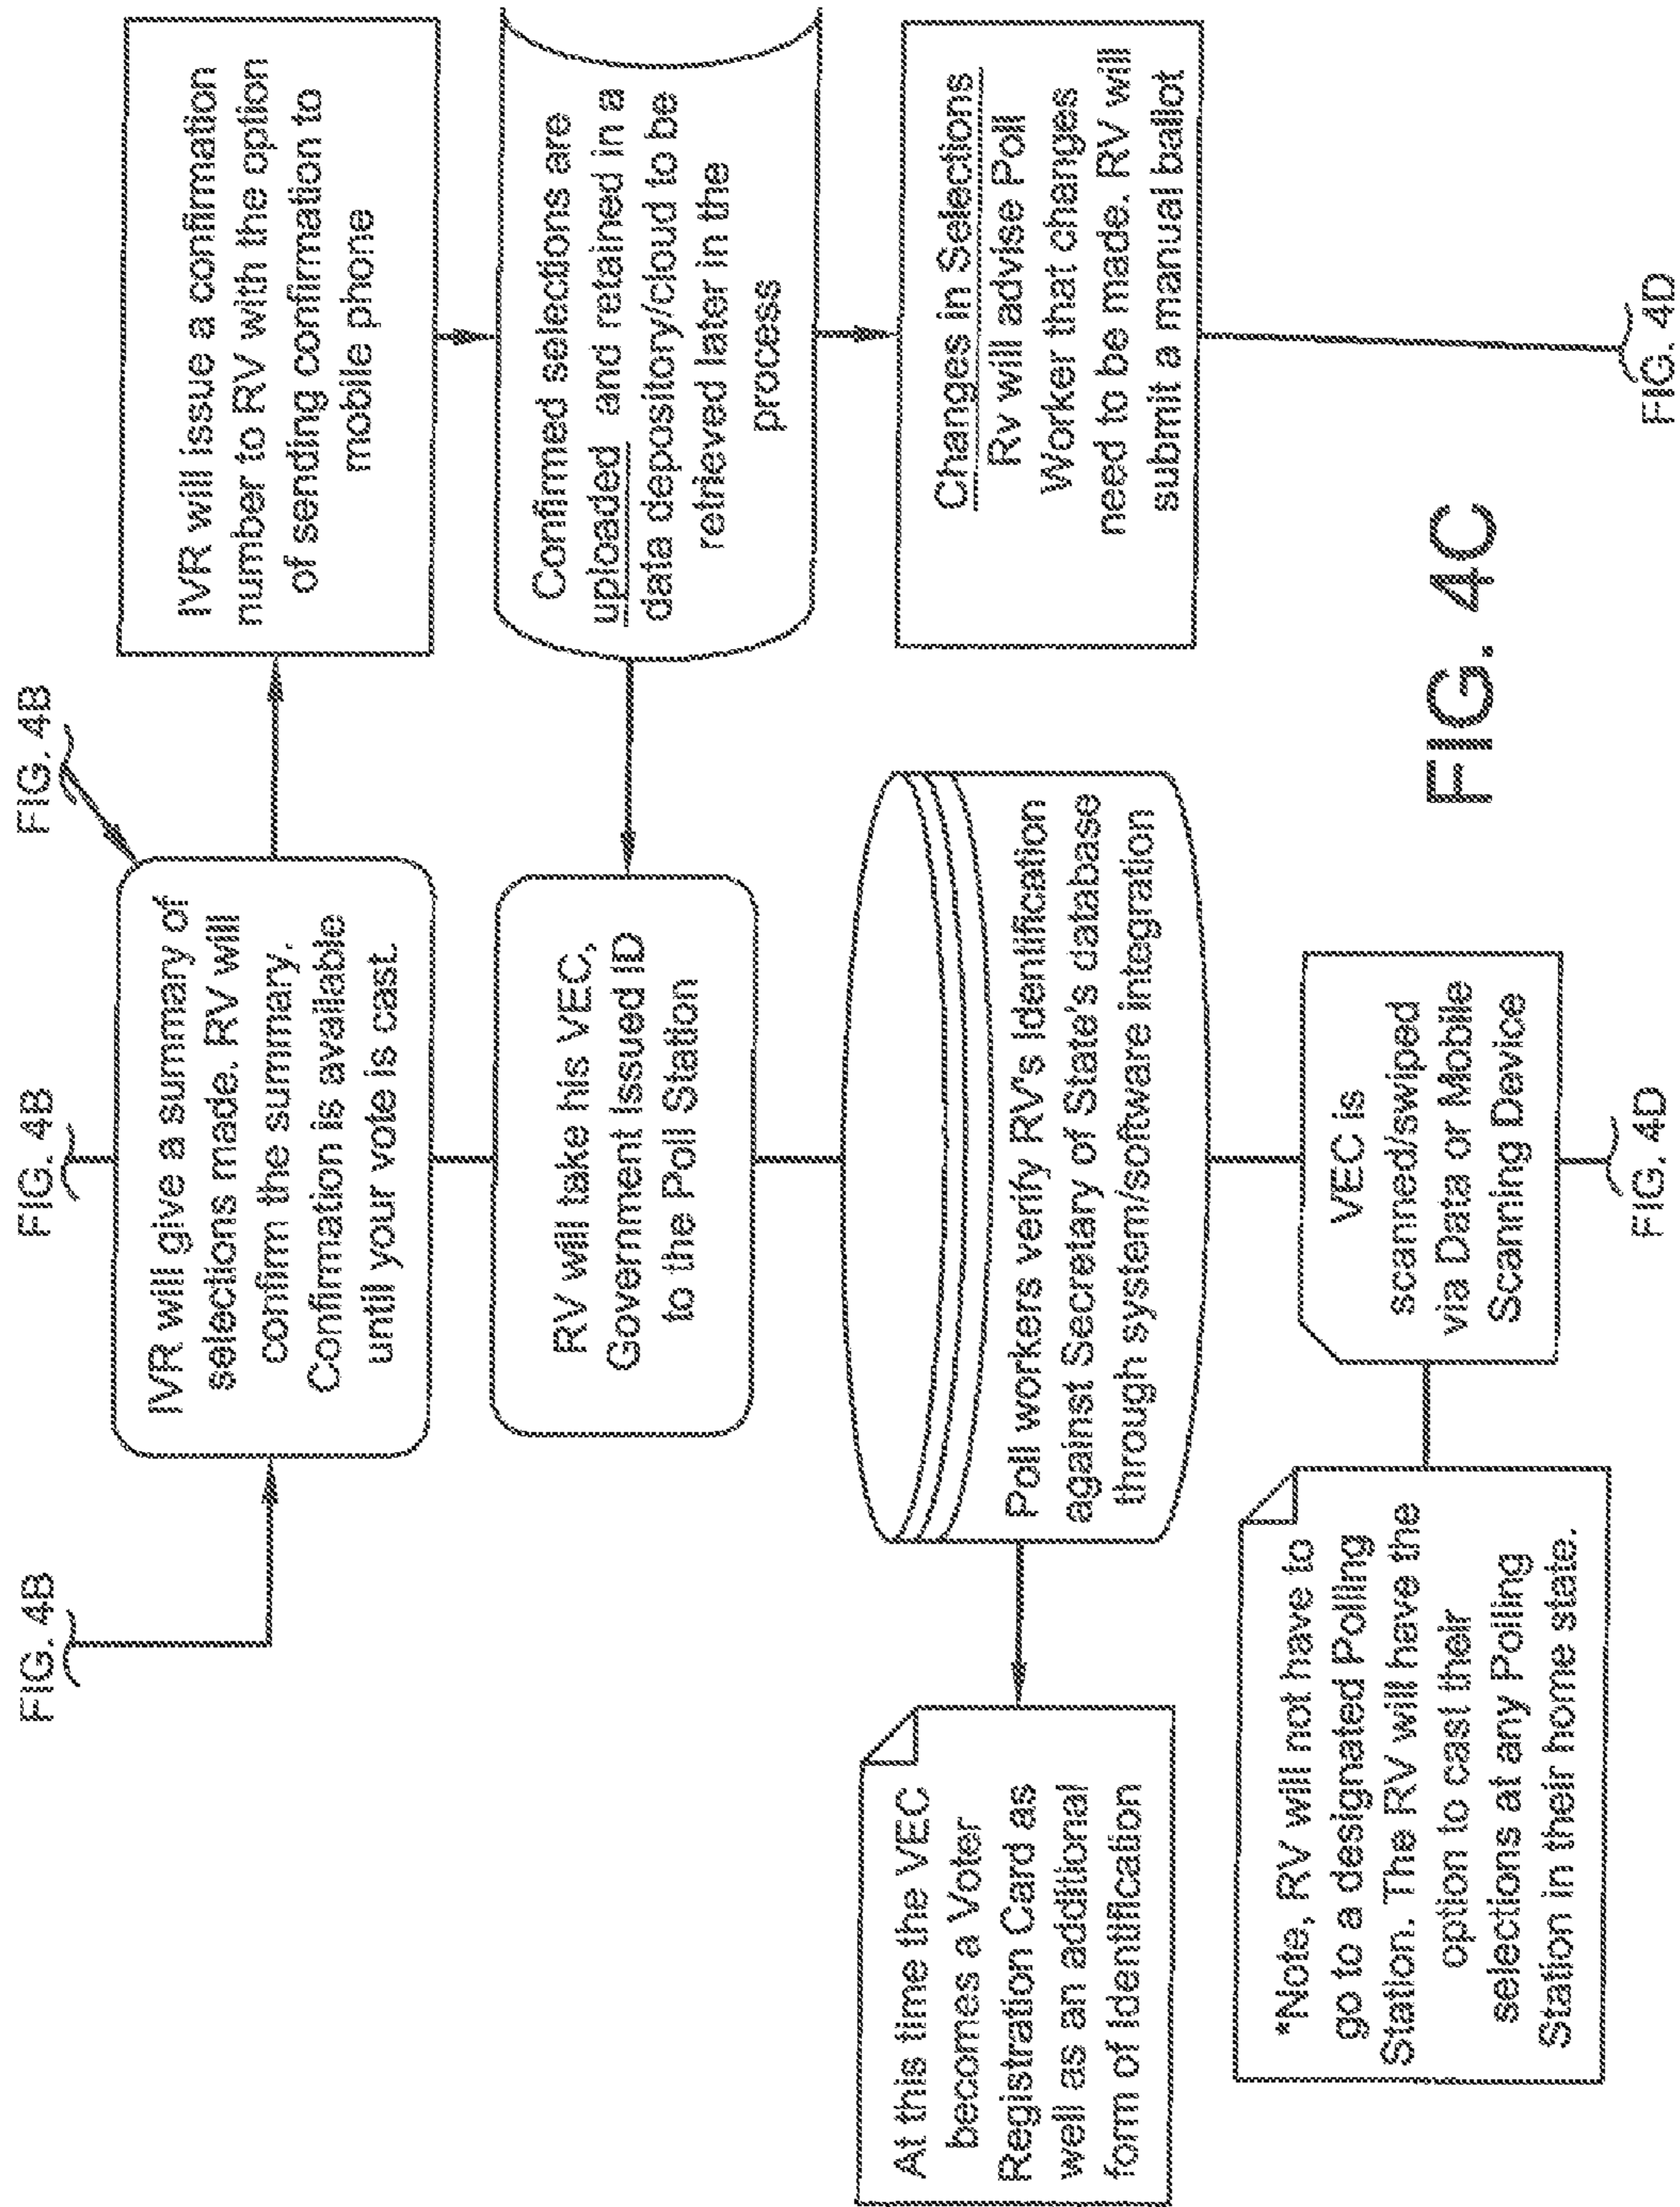 FIG. 4B
FIG. 4B
FIG. 4B
IVR will give a summary of
selections made. RV will
confirm the summary.
Confirmation is available
until your vote is cast.
IVR will issue a confirmation
number to RV with the option
of sending confirmation to
mobile phone
RV will take his VEC,
Government Issued ID
to the Poll Station
Confirmed selections are
uploaded and retained in a
data depository/cloud to be
retrieved later in the
process
At this time the VEC
becomes a Voter
Registration Card as
well as an additional
form of Identification
Poll workers verify RV's Identification
against Secretary of State's database
through system/software integration
Changes in Selections
Rv will advise Poll
Worker that changes
need to be made. RV will
submit a manual ballot
*Note, RV will not have to
go to a designated Polling
Station. The RV will have the
option to cast their
selections at any Polling
Station in their home state.
VEC is
scanned/swiped
via Data or Mobile
Scanning Device
FIG. 4D
FIG. 4D
FIG. 4C